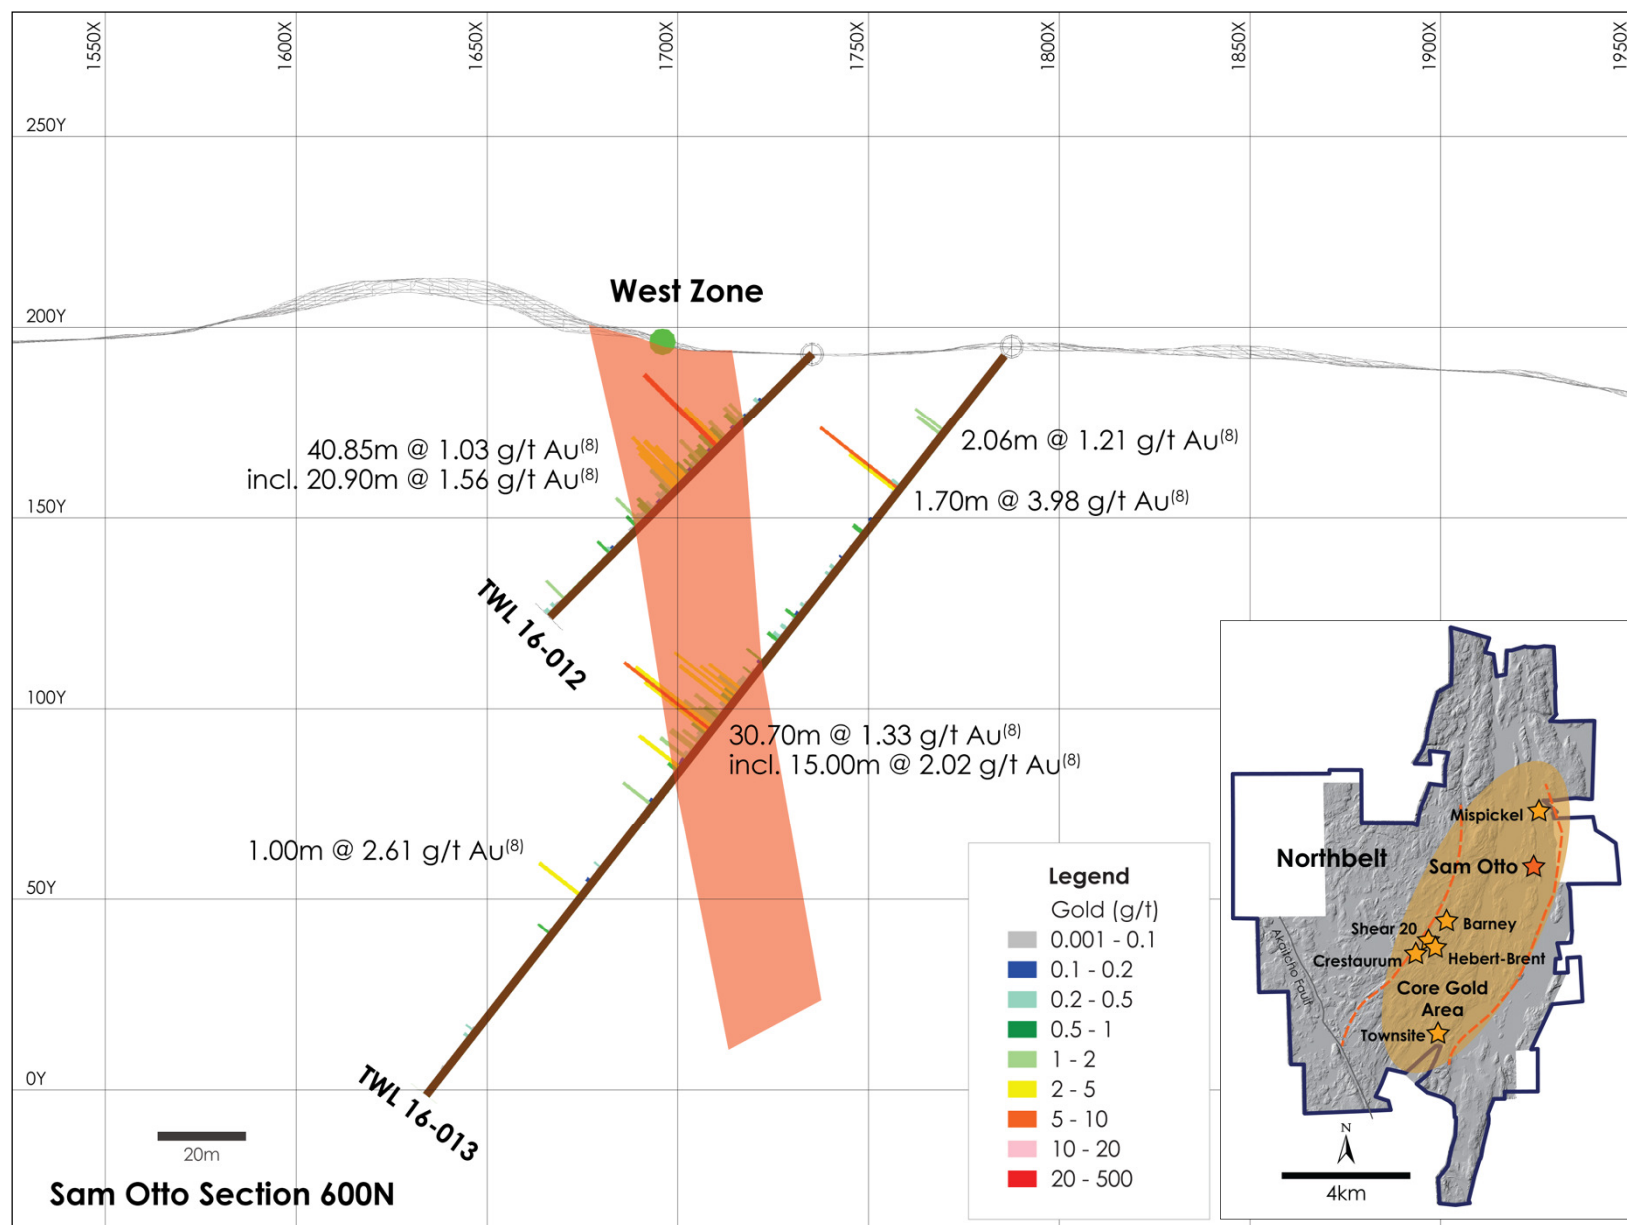 1550X
1600X
1650X
1700X
1750X
1800X
1850X
1900X
1950X
250Y
200Y
150Y
100Y
50Y
0Y
West Zone
40.85m @ 1.03 g/t Au(8)
incl. 20.90m @ 1.56 g/t Au(8)
2.06m @ 1.21 g/t Au(8)
1.70m @ 3.98 g/t Au(8)
TWL 16-012
30.70m @ 1.33 g/t Au(8)
incl. 15.00m @ 2.02 g/t Au(8)
1.00m @ 2.61 g/t Au(8)
TWL 16-013
20m
Sam Otto Section 600N
Legend
Gold (g/t)
0.001 - 0.1
0.1 - 0.2
0.2 - 0.5
0.5 - 1
1 - 2
2 - 5
5 - 10
10 - 20
20 - 500
Mispickel
Northbelt
Sam Otto
Shear 20
Barney
Crestaurum
Hebert-Brent
Akaitcho Fault
Core Gold
Area
Townsite
N
4km